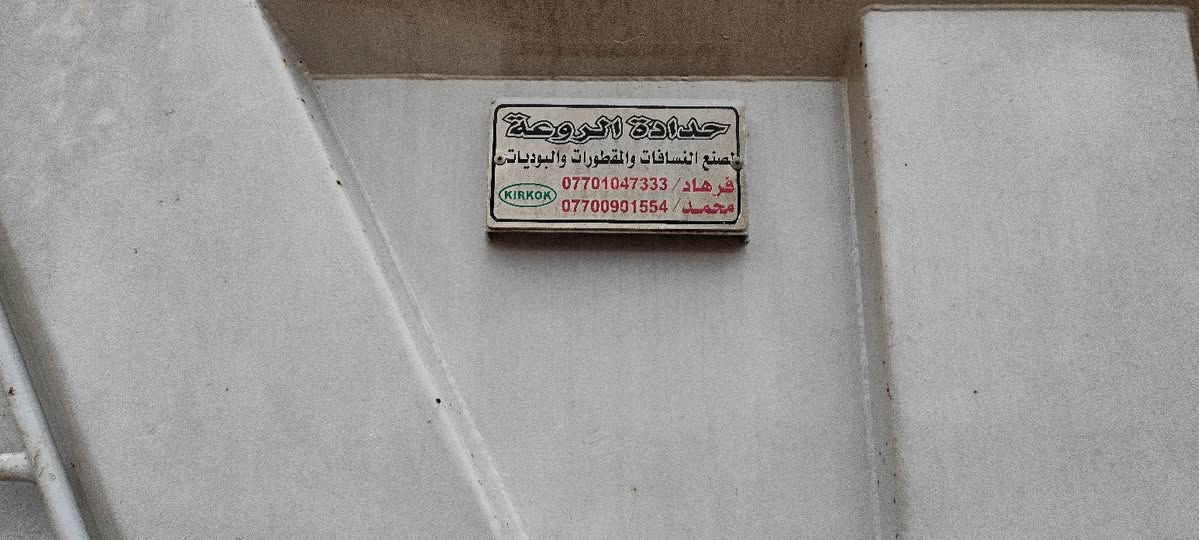 حدادة الروعة
لصنع النسافات والمقطورات والبوديات
فرهاد/ 07701047333
محمد/ 07700901554
KIRKOK